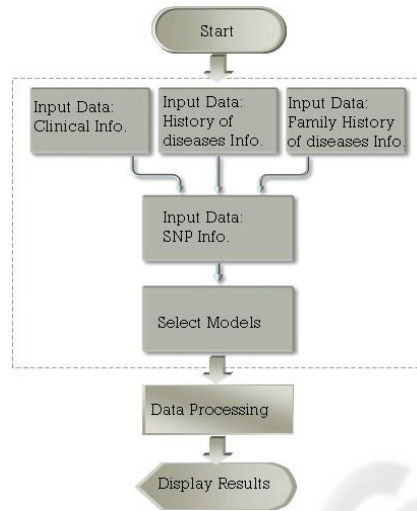 Start
Input Data:
Clinical Info.
Input Data:
History of
diseases Info.
Input Data:
Family History
of diseases Info.
Input Data:
SNP Info.
Select Models
Data Processing
Display Results